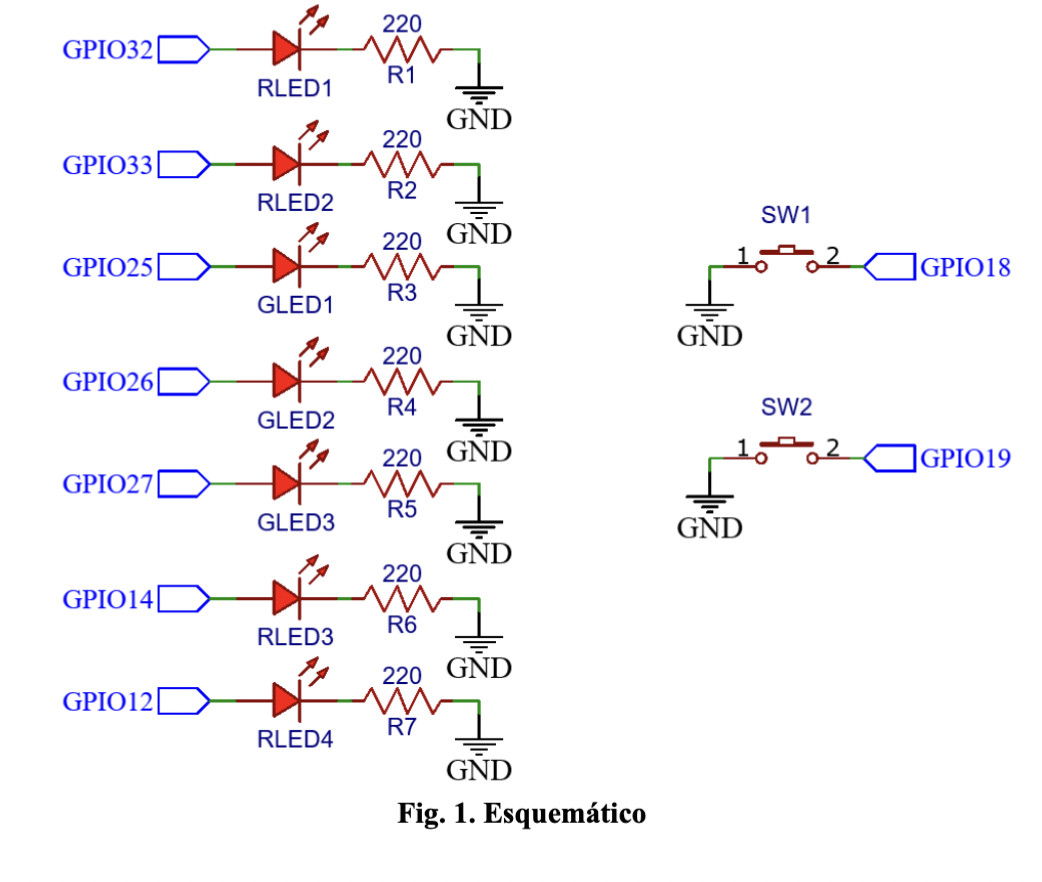 GPIO32
RLED1
220
R1
GND
GPIO33
RLED2
220
R2
GND
GPIO25
GLED1
220
R3
GND
GPIO26
GLED2
220
R4
GND
GPIO27
GLED3
220
R5
GND
GPIO14
RLED3
220
R6
GND
GPIO12
RLED4
220
R7
GND
SW1
1 2
GPIO18
GND
SW2
1 2
GPIO19
GND
Fig. 1. Esquemático